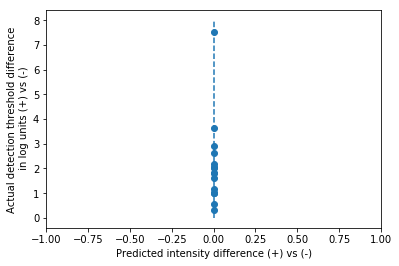 8
7
6
5
4
3
2
1
0
Actual detection threshold difference
in log units (+) vs (-)
−1.00 −0.75 −0.50 −0.25 0.00 0.25 0.50 0.75 1.00
Predicted intensity difference (+) vs (-)